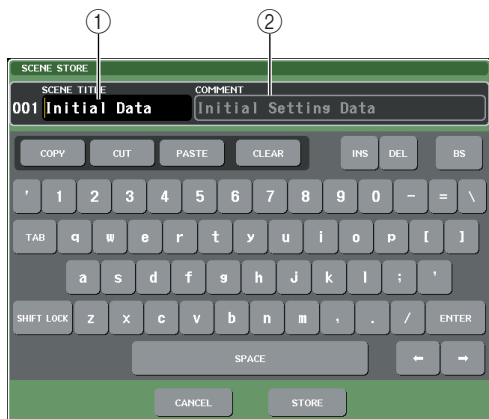 ① ②
SCENE STORE
SCENE TITLE COMMENT
001 Initial Data Initial Setting Data
COPY CUT PASTE CLEAR INS DEL BS
' 1 2 3 4 5 6 7 8 9 0 - = \
TAB q w e r t y u i o p [ ]
a s d f g h j k l ; '
SHIFT LOCK z x c v b n m , . / ENTER
SPACE ← →
CANCEL STORE